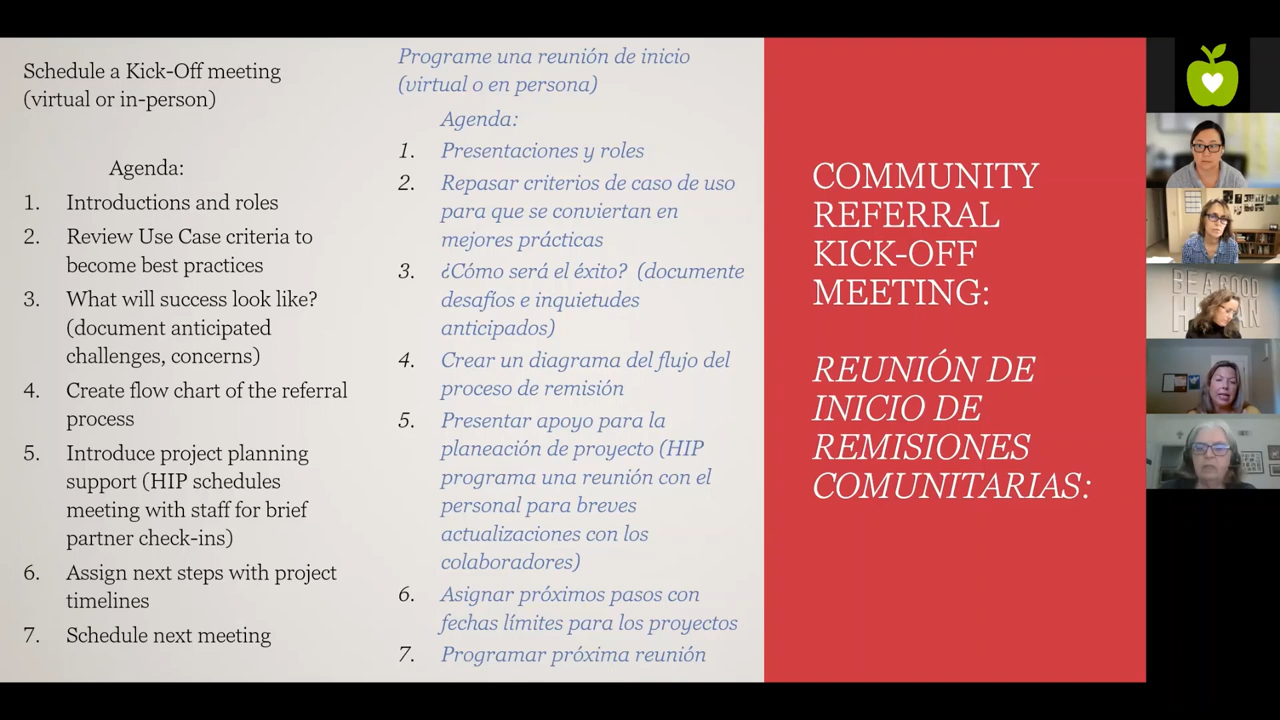 Schedule a Kick-Off meeting
(virtual or in-person)
Agenda:
1. Introductions and roles
2. Review Use Case criteria to
become best practices
3. What will success look like?
(document anticipated
challenges, concerns)
4. Create flow chart of the referral
process
5. Introduce project planning
support (HIP schedules
meeting with staff for brief
partner check-ins)
6. Assign next steps with project
timelines
7. Schedule next meeting
Programe una reunión de inicio
(virtual o en persona)
Agenda:
1. Presentaciones y roles
2. Repasar criterios de caso de uso
para que se conviertan en
mejores prácticas
3. ¿Cómo será el éxito? (documente
desafíos e inquietudes
anticipados)
4. Crear un diagrama del flujo del
proceso de remisión
5. Presentar apoyo para la
planeación de proyecto (HIP
programa una reunión con el
personal para breves
actualizaciones con los
colaboradores)
6. Asignar próximos pasos con
fechas límites para los proyectos
7. Programar próxima reunión
COMMUNITY
REFERRAL
KICK-OFF
MEETING:
REUNIÓN DE
INICIO DE
REMISIONES
COMUNITARIAS:
BE A GOOD